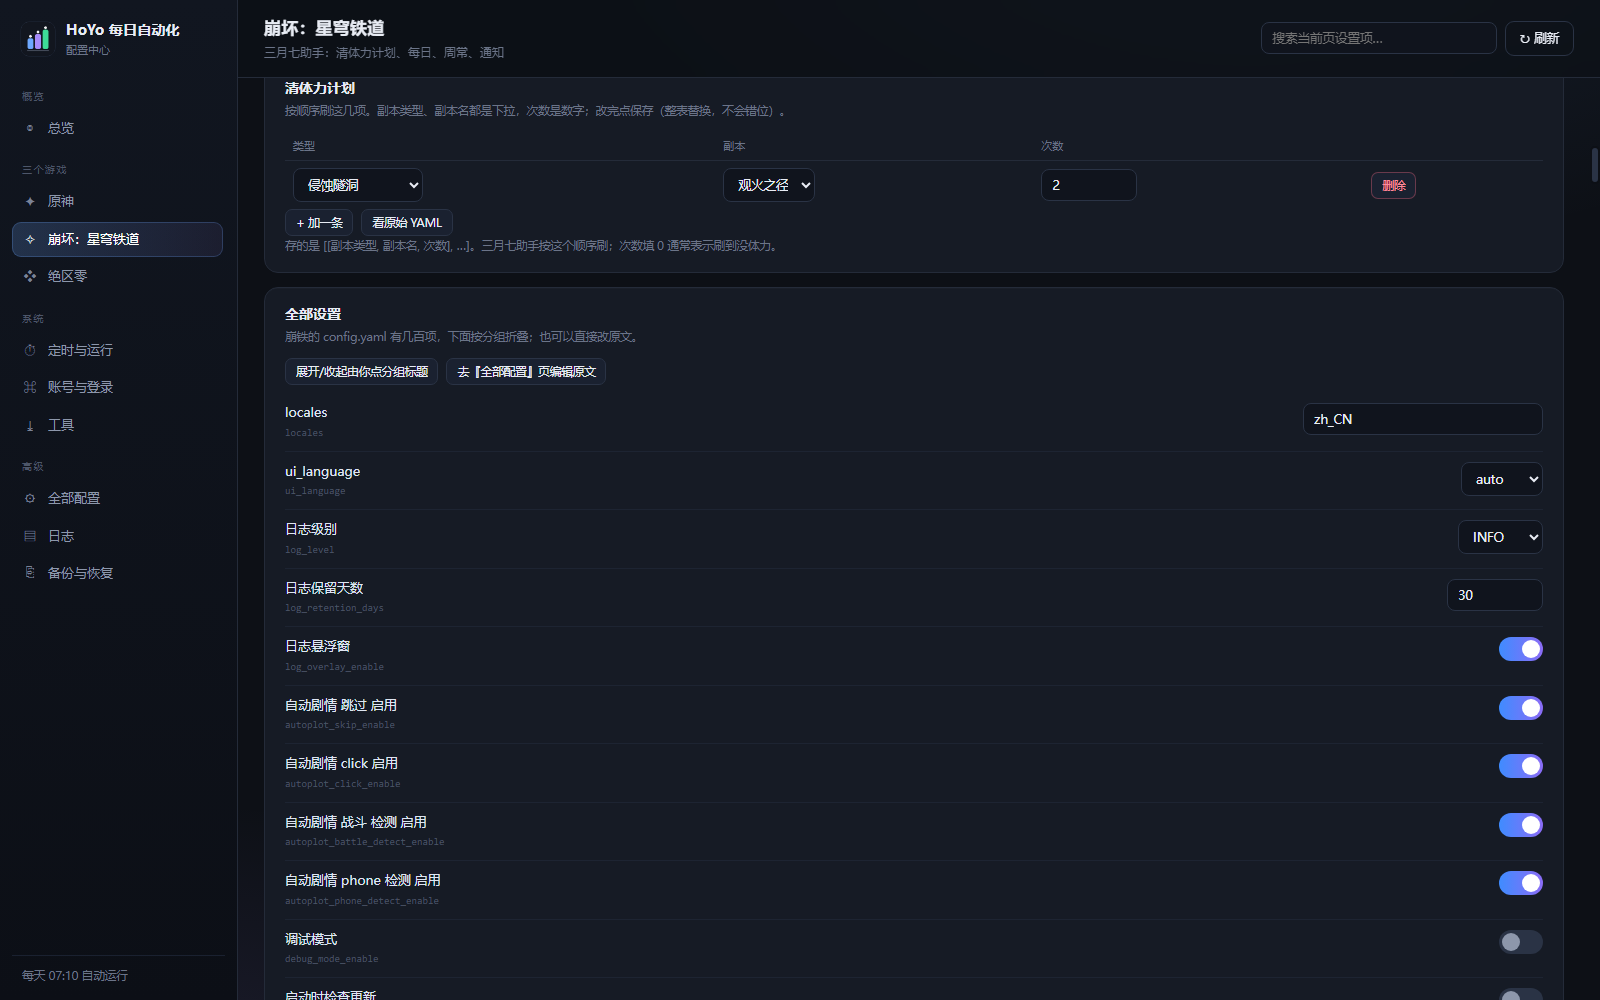 HoYo 每日自动化
配置中心
概览
总览
三个游戏
原神
崩坏：星穹铁道
绝区零
系统
定时与运行
账号与登录
工具
高级
全部配置
日志
备份与恢复
每天 07:10 自动运行
崩坏：星穹铁道
三月七助手：清体力计划、每日、周常、通知
搜索当前页设置项...
↻ 刷新
清体力计划
按顺序刷这几项。副本类型、副本名都是下拉，次数是数字；改完点保存（整表替换，不会错位）。
类型 副本 次数
侵蚀隧洞 观火之径 2 删除
+ 加一条 看原始 YAML
存的是 [[副本类型, 副本名, 次数], ...]。三月七助手按这个顺序刷；次数填 0 通常表示刷到没体力。
全部设置
崩铁的 config.yaml 有几百项，下面按分组折叠；也可以直接改原文。
展开/收起由你点分组标题 去『全部配置』页编辑原文
locales
locales
zh_CN
ui_language
ui_language
auto
日志级别
log_level
INFO
日志保留天数
log_retention_days
30
日志悬浮窗
log_overlay_enable
自动剧情 跳过 启用
autoplot_skip_enable
自动剧情 click 启用
autoplot_click_enable
自动剧情 战斗 检测 启用
autoplot_battle_detect_enable
自动剧情 phone 检测 启用
autoplot_phone_detect_enable
调试模式
debug_mode_enable
启动时检查更新